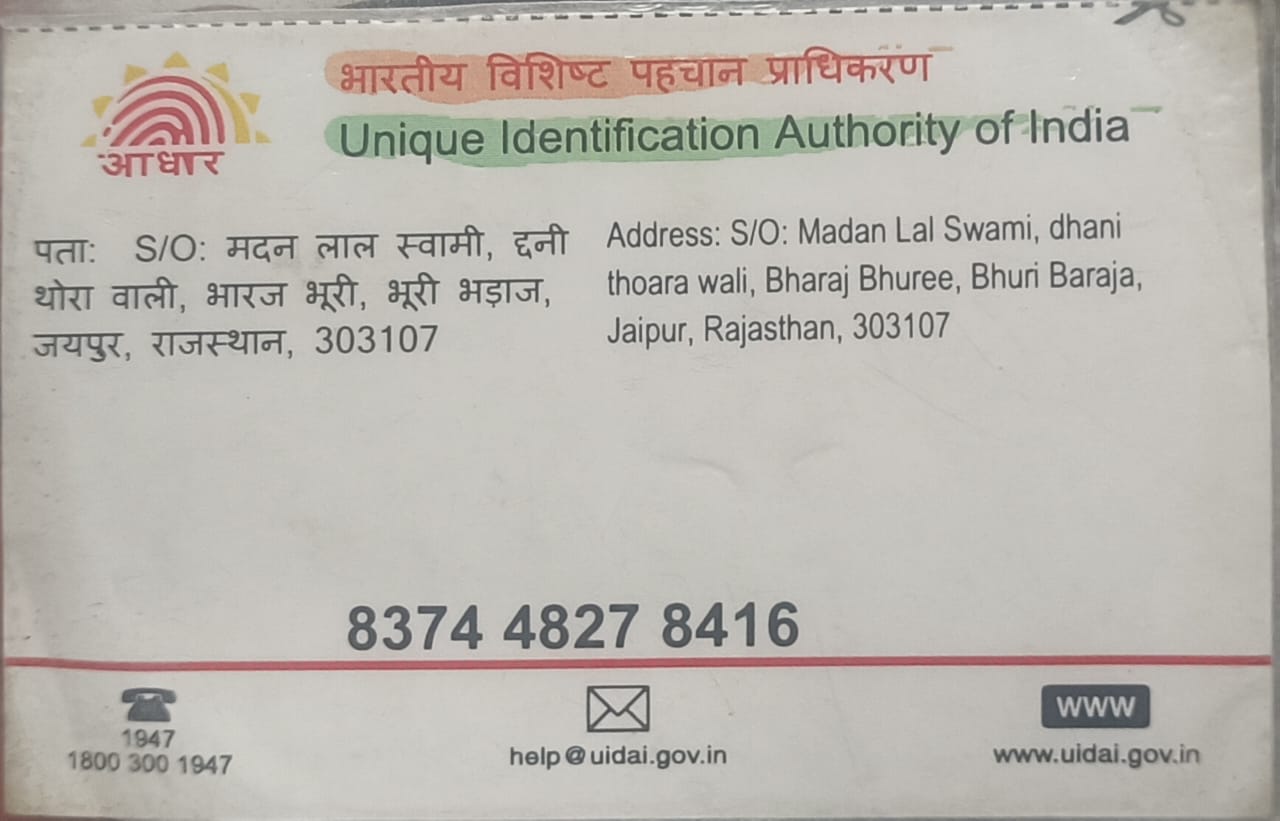 भारतीय विशिष्ट पहचान प्राधिकरण
Unique Identification Authority of India
आधार
पता: S/O: मदन लाल स्वामी, द्दनी
थोरा वाली, भारज भूरी, भूरी भड़ाज,
जयपुर, राजस्थान, 303107
Address: S/O: Madan Lal Swami, dhani
thoara wali, Bharaj Bhuree, Bhuri Baraja,
Jaipur, Rajasthan, 303107
8374 4827 8416
1947
1800 300 1947
help@uidai.gov.in
WWW
www.uidai.gov.in